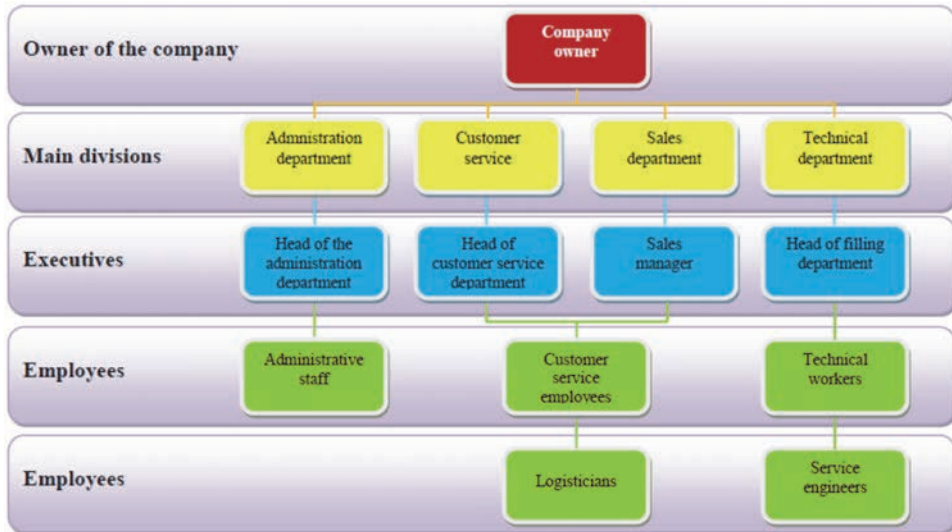 Owner of the company
Company
owner
Main divisions
Admnistration
department
Customer
service
Sales
department
Technical
department
Executives
Head of the
administration
department
Head of
customer service
department
Sales
manager
Head of filling
department
Employees
Administrative
staff
Customer
service
employees
Technical
workers
Employees
Logisticians
Service
engineers